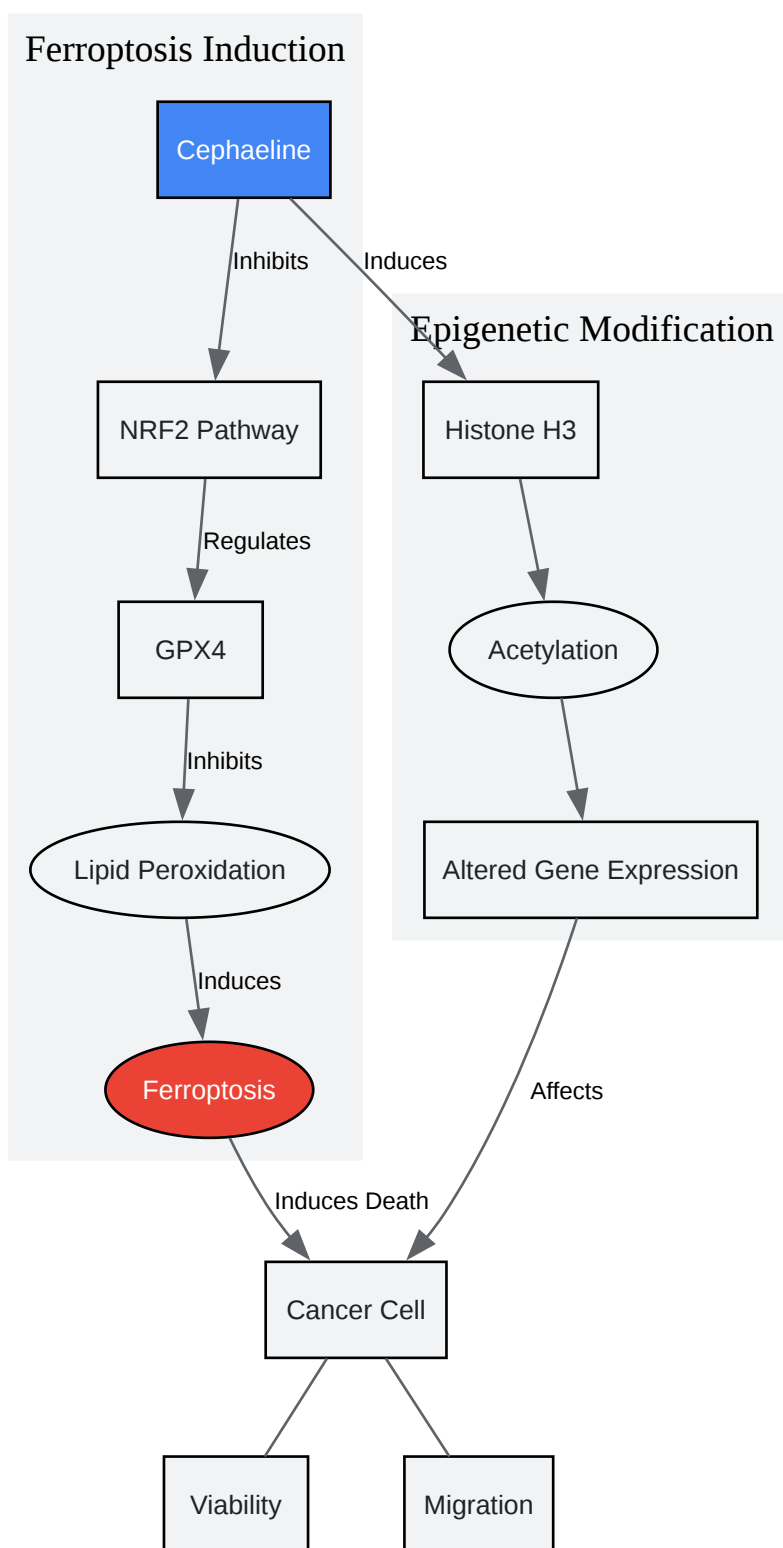 Ferroptosis Induction
Cephaeline
Inhibits
Induces
Epigenetic Modification
NRF2 Pathway
Histone H3
Regulates
GPX4
Acetylation
Inhibits
Lipid Peroxidation
Altered Gene Expression
Induces
Ferroptosis
Affects
Induces Death
Cancer Cell
Viability
Migration